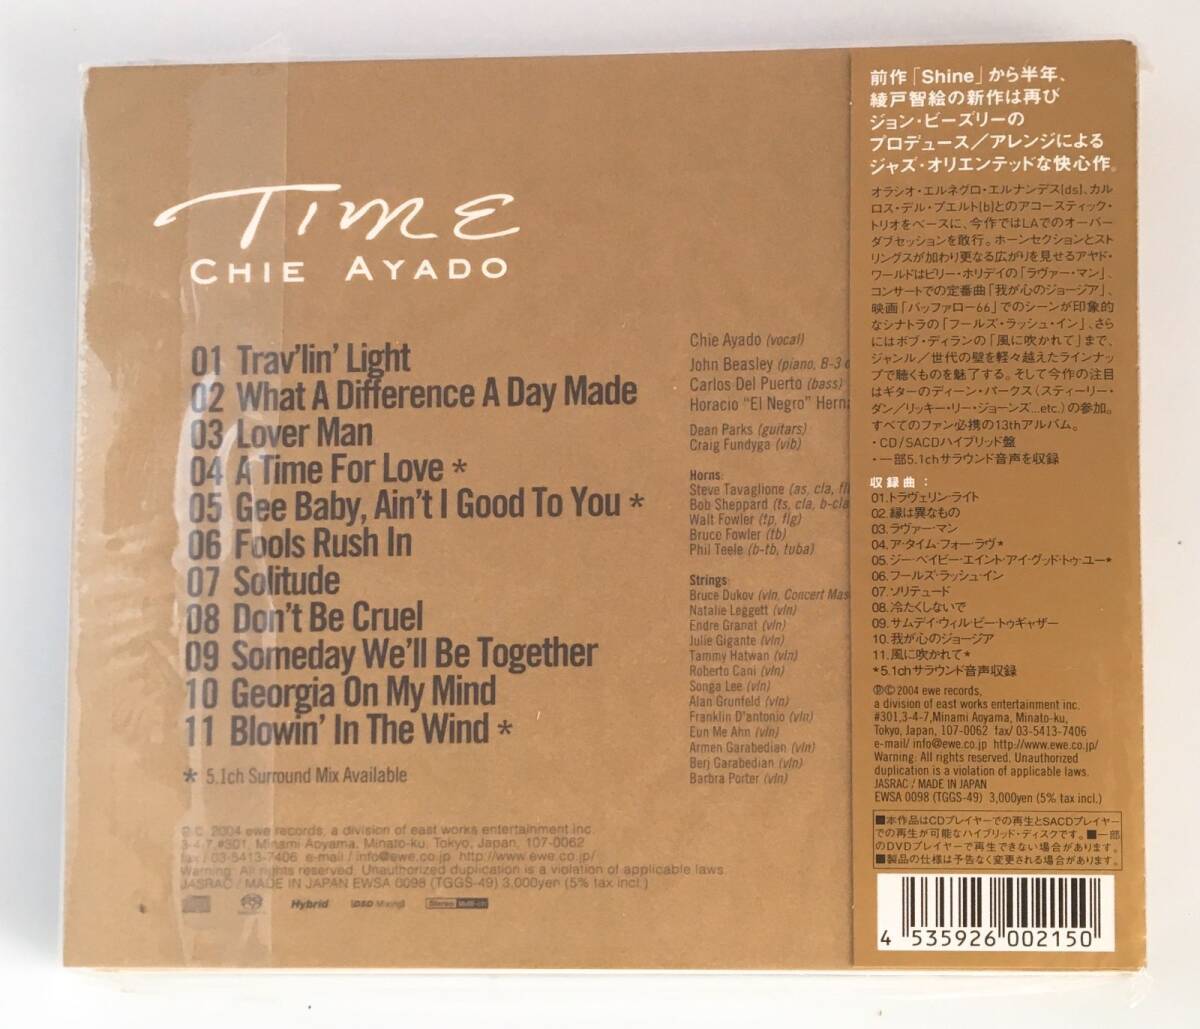 TIME
CHIE AYADO
01 Trav'lin' Light
02 What A Difference A Day Made
03 Lover Man
04 A Time For Love *
05 Gee Baby, Ain't I Good To You *
06 Fools Rush In
07 Solitude
08 Don't Be Cruel
09 Someday We'll Be Together
10 Georgia On My Mind
11 Blowin' In The Wind *
* 5.1ch Surround Mix Available
Chie Ayado (vocal)
John Beasley (piano, B-3
Carlos Del Puerto (bass)
Horacio "El Negro"
Dean Parks (guitars)
Craig Fundyga (vib)
Horns:
Steve Tavaglione (as, cla,
Bob Sheppard (ts, cla, b-cla
Walt Fowler (tp, flg)
Bruce Fowler (tb)
Phil Teele (b-tb, tuba)
Strings:
Bruce Dukov (vln, Concert
Natalie Leggett (vln)
Endre Granat (vln)
Julie Gigante (vln)
Tammy Hatwan (vln)
Roberto Cani (vln)
Songa Lee (vln)
Alan Grunfeld (vln)
Franklin D'antonio (vln)
Eun Me Ahn (vln)
Armen Garabedian (vln)
Berj Garabedian (vln)
Barbra Porter (vln)
℗© 2004 ewe records, a division of east works entertainment inc.
3-4-7,#301, Minami-Aoyama, Minato-ku, Tokyo, Japan, 107-0062
fax / 03-5413-7406 e-mail / info@ewe.co.jp http://www.ewe.co.jp/
Warning: All rights reserved. Unauthorized duplication is a violation of applicable laws.
JASRAC / MADE IN JAPAN EWSA 0098 (TGGS-49) 3,000yen (5% tax incl.)
Hybrid DSD Mixing Stereo Multi-ch
前作「Shine」から半年、
綾戸智絵の新作は再び
ジョン・ビーズリーの
プロデュース／アレンジによる
ジャズ・オリエンテッドな快心作。
オラシオ・エルネグロ・エルナンデス[ds]、カル
ロス・デル・プエルト[b]とのアコースティック・
トリオをベースに、今作ではLAでのオーバー
ダブセッションを敢行。ホーンセクションとスト
リングスが加わり更なる広がりを見せるアヤド・
ワールドはビリー・ホリデイの「ラヴァー・マン」、
コンサートでの定番曲「我が心のジョージア」、
映画「バッファロー66」でのシーンが印象的
なシナトラの「フールズ・ラッシュ・イン」、さら
にはボブ・ディランの「風に吹かれて」まで、
ジャンル／世代の壁を軽々越えたラインナッ
プで聴くものを魅了する。そして今作の注目
はギターのディーン・パークス（スティーリー・
ダン／リッキー・リー・ジョーンズ...etc.）の参加。
すべてのファン必携の13thアルバム。
・CD/SACDハイブリッド盤
・一部5.1chサラウンド音声を収録
収録曲：
01.トラヴェリン・ライト
02.縁は異なもの
03.ラヴァー・マン
04.ア・タイム・フォー・ラヴ*
05.ジー・ベイビー・エイント・アイ・グッド・トゥ・ユー*
06.フールズ・ラッシュ・イン
07.ソリテュード
08.冷たくしないで
09.サムデイ・ウィル・ビー・トゥギャザー
10.我が心のジョージア
11.風に吹かれて*
*5.1chサラウンド音声収録
℗© 2004 ewe records,
a division of east works entertainment inc.
#301,3-4-7,Minami Aoyama, Minato-ku,
Tokyo, Japan, 107-0062 fax/ 03-5413-7406
e-mail/ info@ewe.co.jp http://www.ewe.co.jp/
Warning: All rights reserved. Unauthorized
duplication is a violation of applicable laws.
JASRAC / MADE IN JAPAN
EWSA 0098 (TGGS-49) 3,000yen (5% tax incl.)
■本作品はCDプレイヤーでの再生とSACDプレイヤー
での再生が可能なハイブリッド・ディスクです。■一部
のDVDプレイヤーで再生できない場合があります。
■製品の仕様は予告なく変更される場合があります。
4 535926 002150